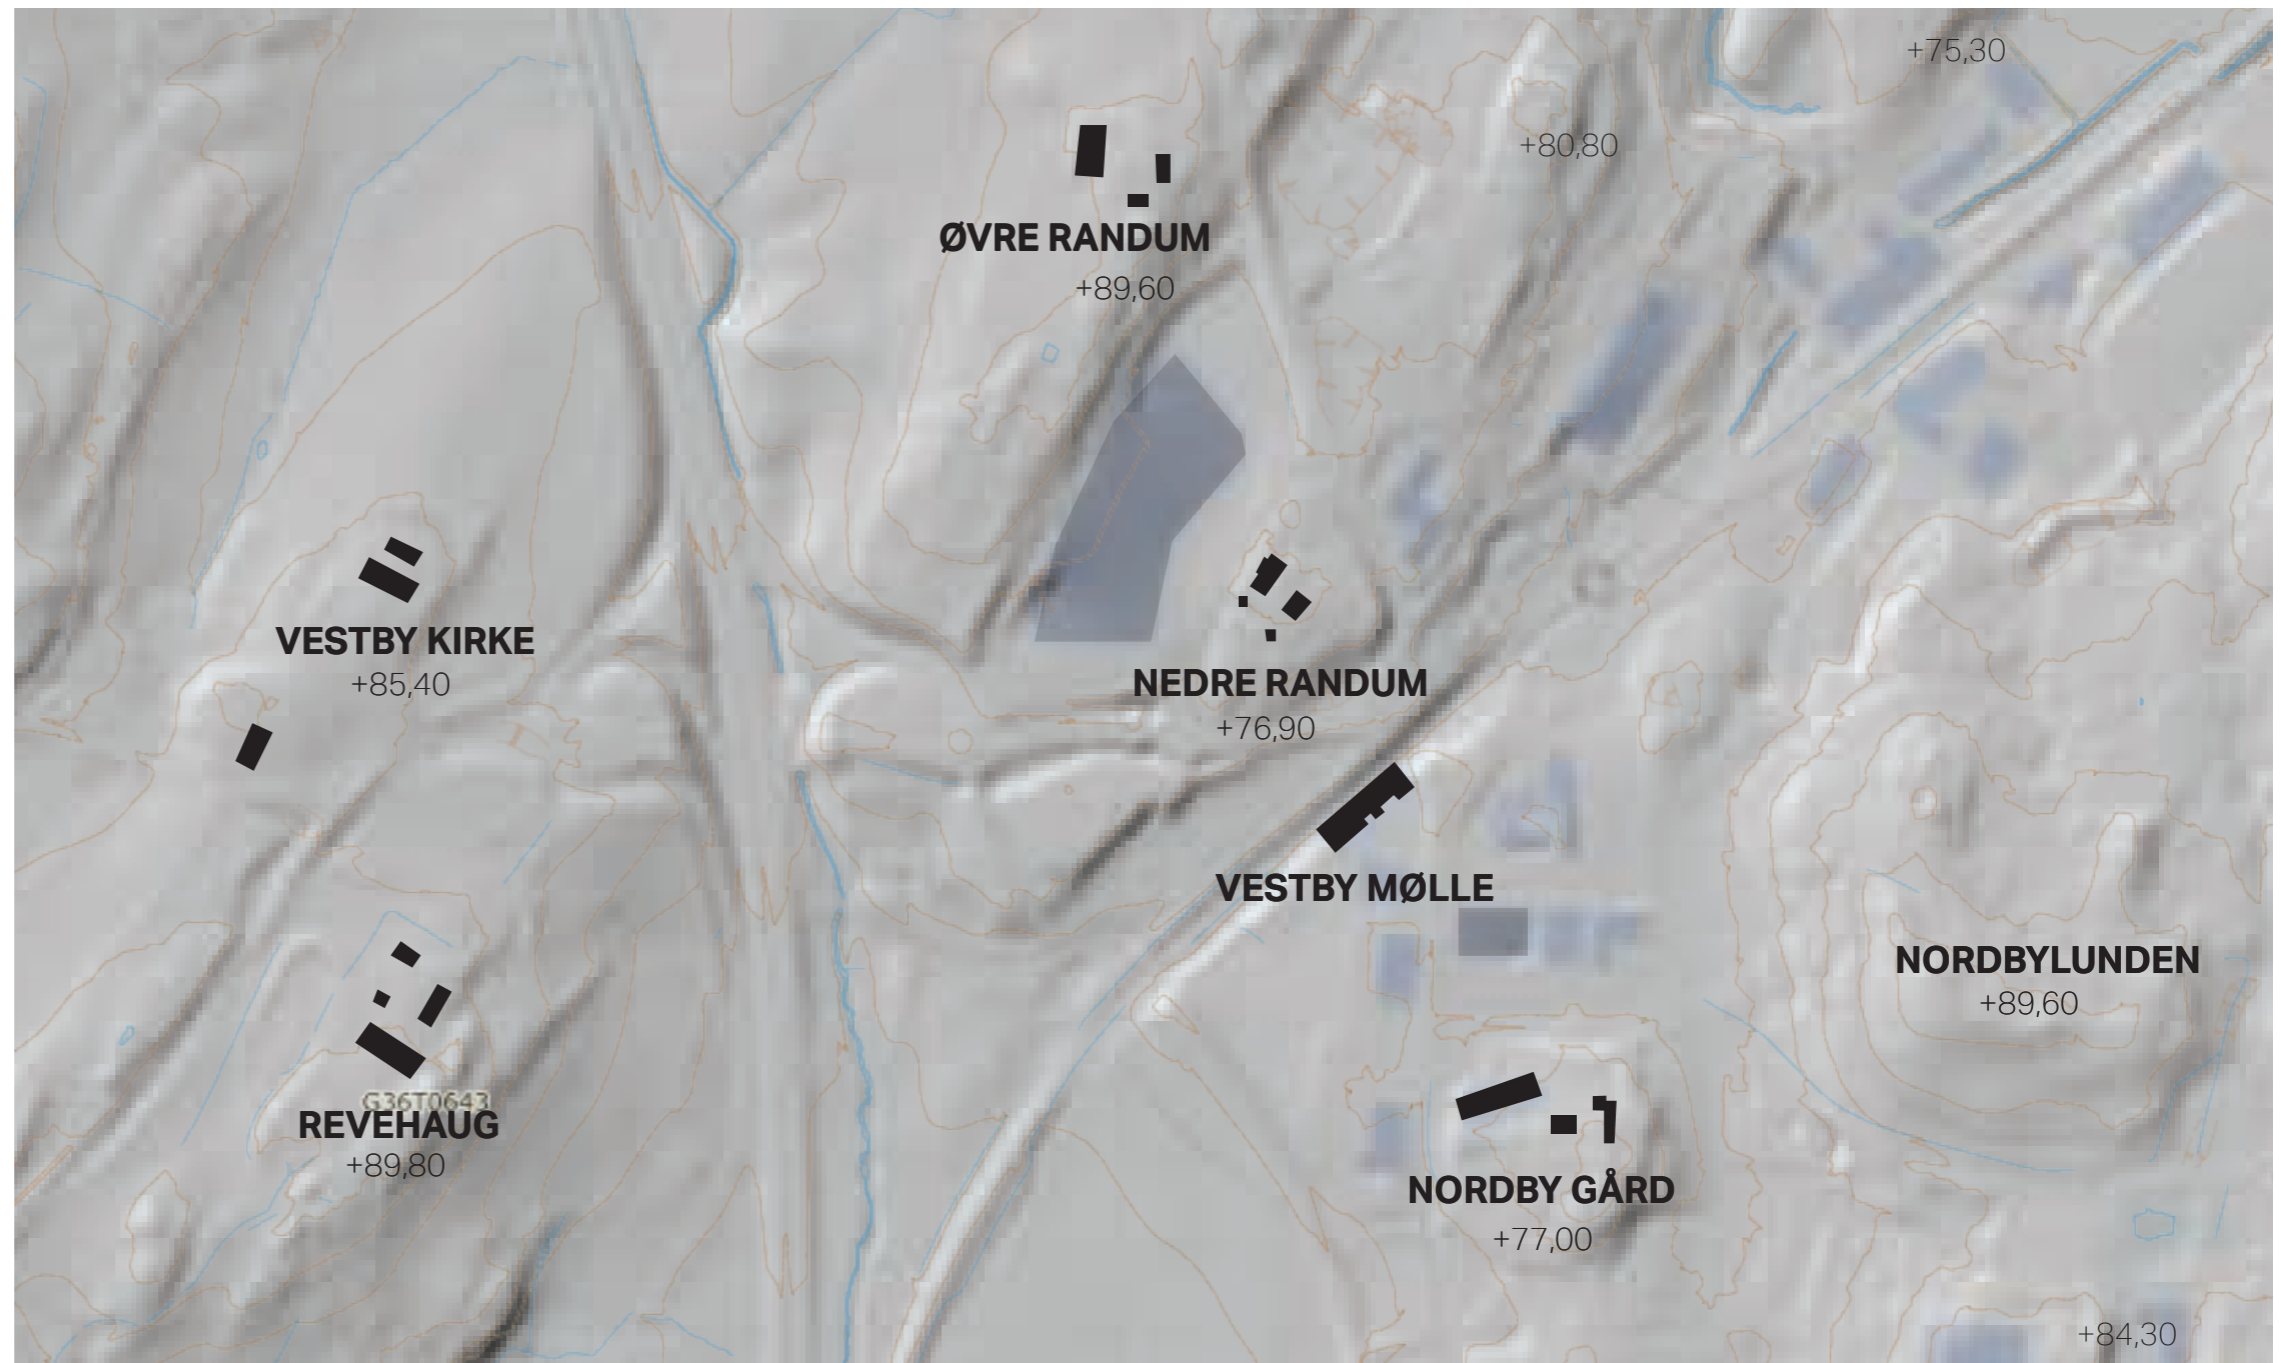 +75,30
+80,80
ØVRE RANDUM
+89,60
VESTBY KIRKE
+85,40
NEDRE RANDUM
+76,90
VESTBY MØLLE
NORDBYLUNDEN
+89,60
G36T0643
REVEHAUG
+89,80
NORDBY GÅRD
+77,00
+84,30